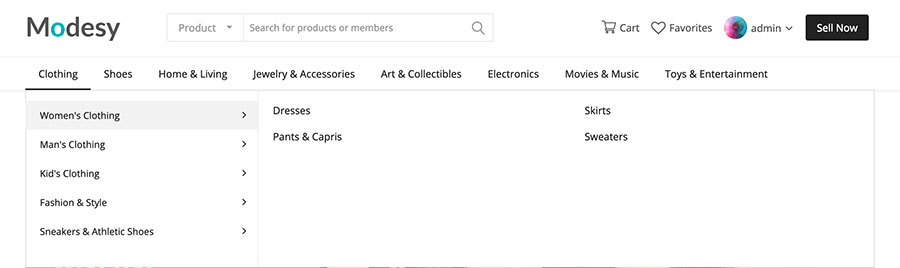 Modesy
Product
Search for products or members
Cart
Favorites
admin
Sell Now
Clothing
Shoes
Home & Living
Jewelry & Accessories
Art & Collectibles
Electronics
Movies & Music
Toys & Entertainment
Women's Clothing
Man's Clothing
Kid's Clothing
Fashion & Style
Sneakers & Athletic Shoes
Dresses
Skirts
Pants & Capris
Sweaters